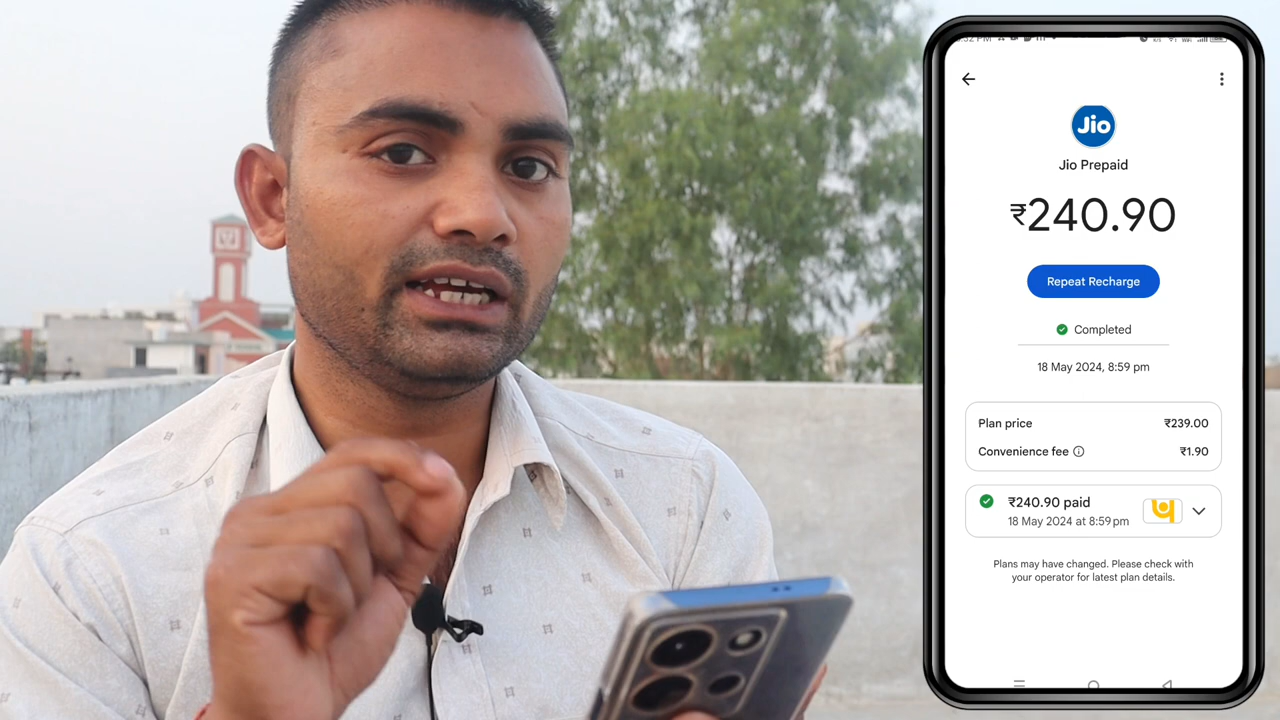 Jio
Jio Prepaid
₹240.90
Repeat Recharge
Completed
18 May 2024, 8:59 pm
Plan price ₹239.00
Convenience fee ₹1.90
₹240.90 paid
18 May 2024 at 8:59 pm
Plans may have changed. Please check with
your operator for latest plan details.